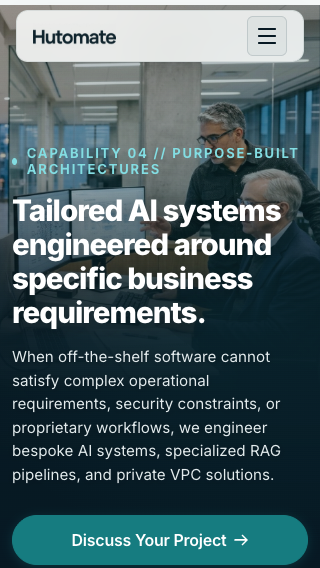 Hutomate
CAPABILITY 04 // PURPOSE-BUILT
ARCHITECTURES
Tailored AI systems
engineered around
specific business
requirements.
When off-the-shelf software cannot
satisfy complex operational
requirements, security constraints, or
proprietary workflows, we engineer
bespoke AI systems, specialized RAG
pipelines, and private VPC solutions.
Discuss Your Project →